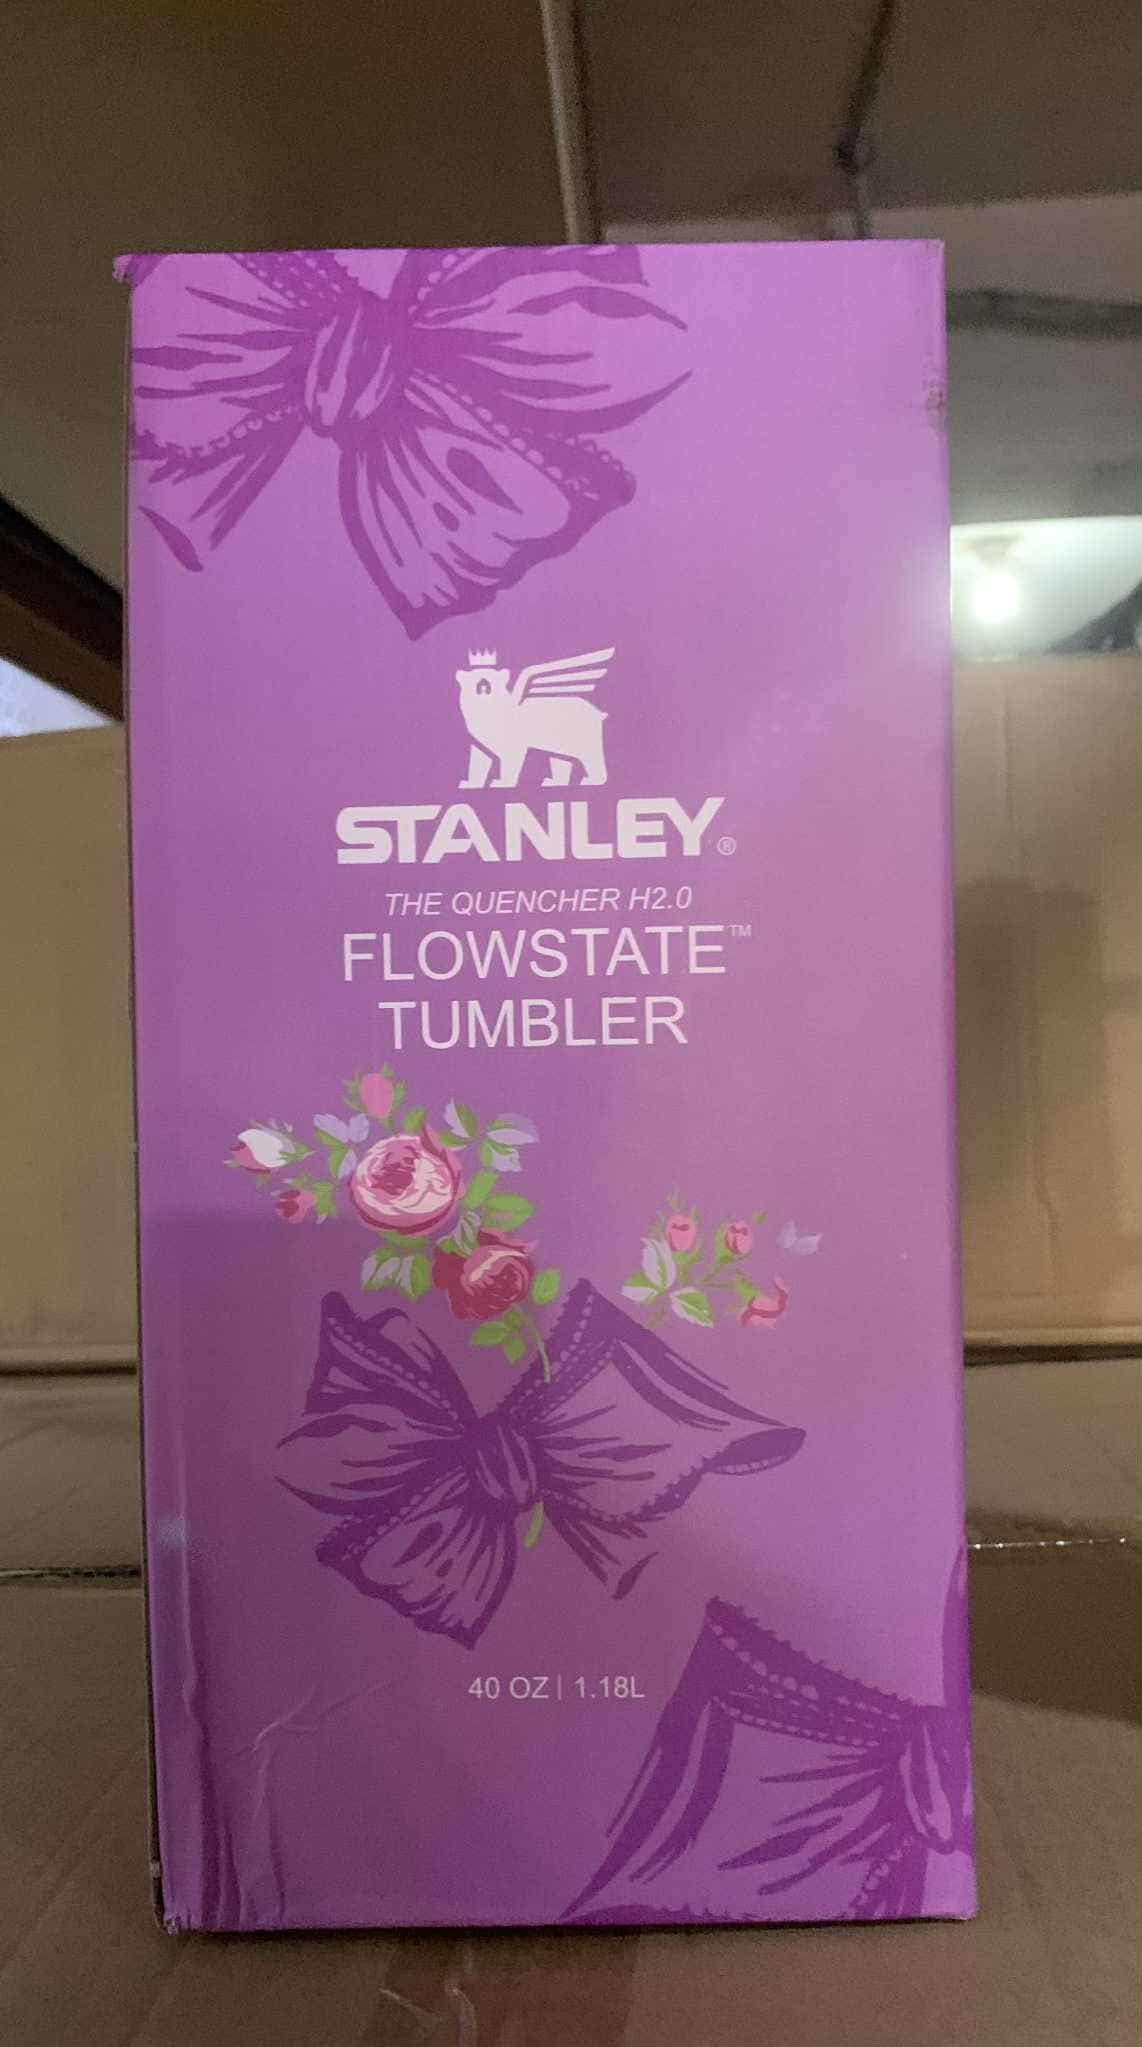 STANLEY®
THE QUENCHER H2.0
FLOWSTATE™
TUMBLER
40 OZ | 1.18L